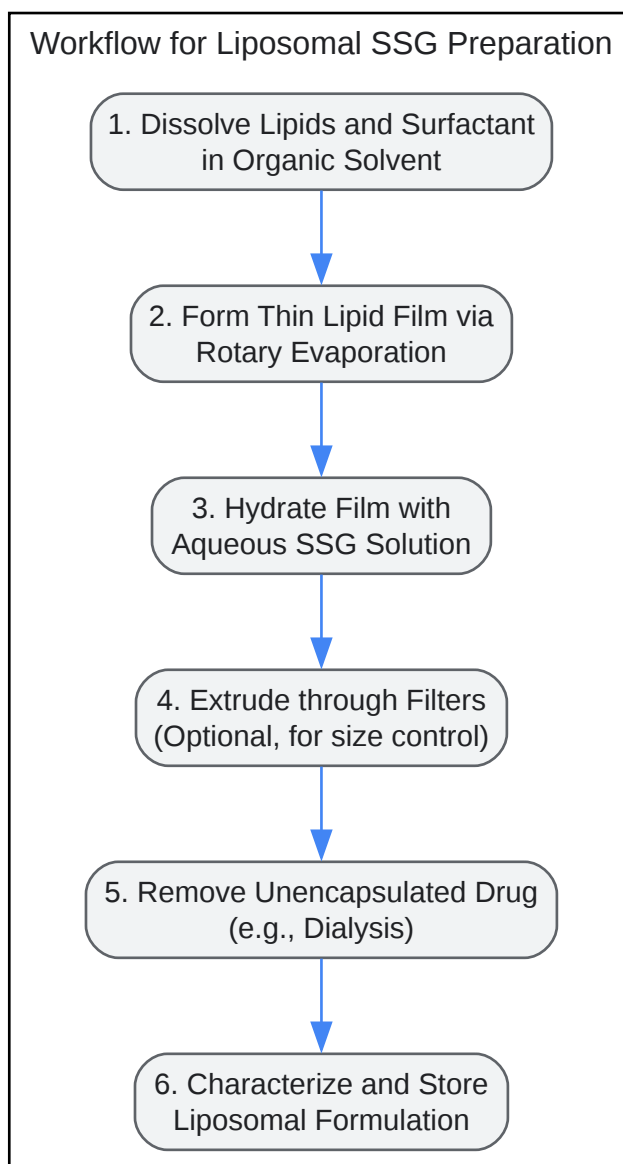 Workflow for Liposomal SSG Preparation
1. Dissolve Lipids and Surfactant
in Organic Solvent
2. Form Thin Lipid Film via
Rotary Evaporation
3. Hydrate Film with
Aqueous SSG Solution
4. Extrude through Filters
(Optional, for size control)
5. Remove Unencapsulated Drug
(e.g., Dialysis)
6. Characterize and Store
Liposomal Formulation